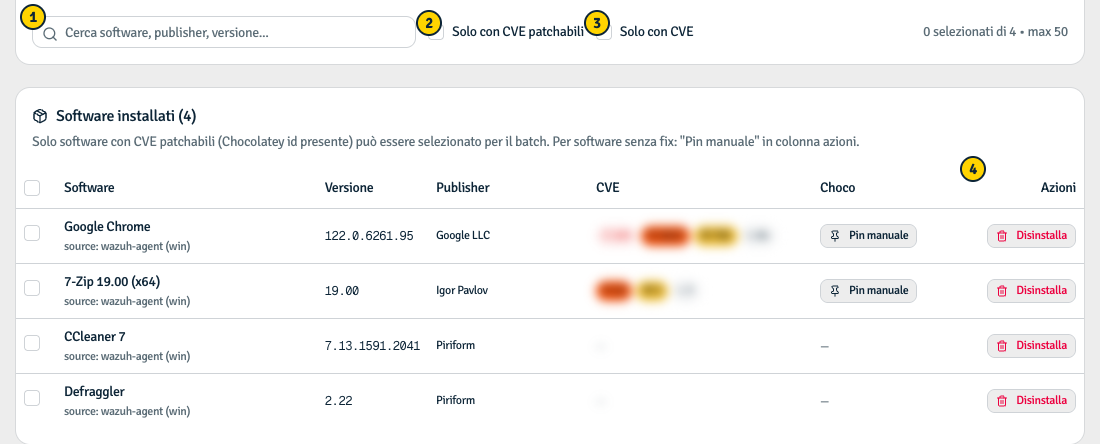 1
Cerca software, publisher, versione...
2
Solo con CVE patchabili
3
Solo con CVE
0 selezionati di 4 • max 50
Software installati (4)
Solo software con CVE patchabili (Chocolatey id presente) può essere selezionato per il batch. Per software senza fix: "Pin manuale" in colonna azioni.
4
Software Versione Publisher CVE Choco Azioni
Google Chrome
source: wazuh-agent (win)
122.0.6261.95 Google LLC Pin manuale Disinstalla
7-Zip 19.00 (x64)
source: wazuh-agent (win)
19.00 Igor Pavlov Pin manuale Disinstalla
CCleaner 7
source: wazuh-agent (win)
7.13.1591.2041 Piriform — Disinstalla
Defraggler
source: wazuh-agent (win)
2.22 Piriform — Disinstalla